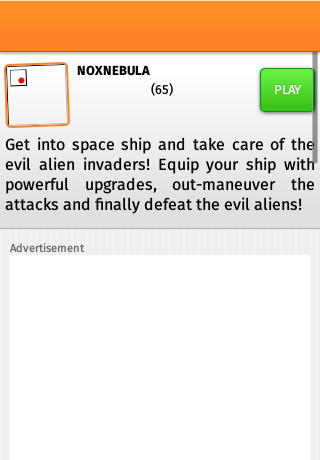 NOXNEBULA
(65)
PLAY
Get into space ship and take care of the
evil alien invaders! Equip your ship with
powerful upgrades, out-maneuver the
attacks and finally defeat the evil aliens!
Advertisement